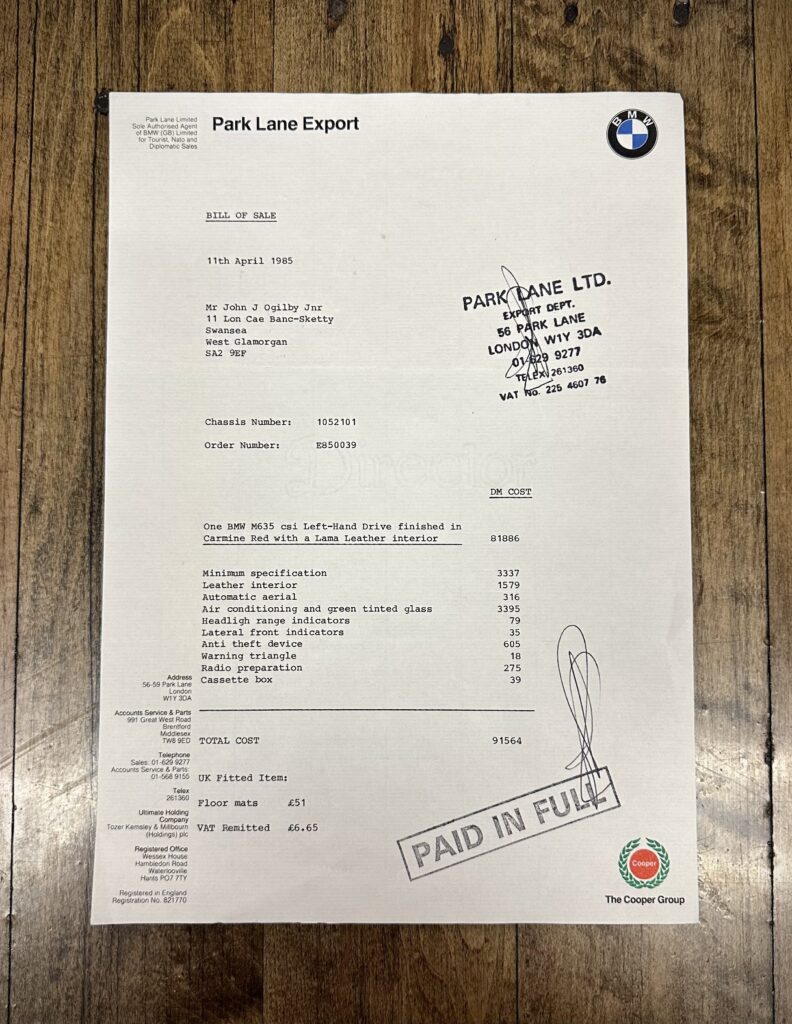 Park Lane Limited
Sole Authorised Agent
of BMW (GB) Limited
for Tourist, Nato and
Diplomatic Sales
Park Lane Export
BMW
BILL OF SALE
11th April 1985
Mr John J Ogilby Jnr
11 Lon Cae Banc-Sketty
Swansea
West Glamorgan
SA2 9EF
PARK LANE LTD.
EXPORT DEPT.
56 PARK LANE
LONDON W1Y 3DA
01-629 9277
TELEX 261360
VAT No. 225 4607 76
Chassis Number: 1052101
Order Number: E850039
Director
DM COST
One BMW M635 csi Left-Hand Drive finished in
Carmine Red with a Lama Leather interior 81886
Minimum specification 3337
Leather interior 1579
Automatic aerial 316
Air conditioning and green tinted glass 3395
Headligh range indicators 79
Lateral front indicators 35
Anti theft device 605
Warning triangle 18
Radio preparation 275
Cassette box 39
TOTAL COST 91564
UK Fitted Item:
Floor mats £51
VAT Remitted £6.65
PAID IN FULL
Address
56-59 Park Lane
London
W1Y 3DA
Accounts Service & Parts
991 Great West Road
Brentford
Middlesex
TW8 9ED
Telephone
Sales: 01-629 9277
Accounts Service & Parts:
01-568 9155
Telex
261360
Ultimate Holding
Company
Tozer Kemsley & Millbourn
(Holdings) plc
Registered Office
Wessex House
Hambledon Road
Waterlooville
Hants PO7 7TY
Registered in England
Registration No. 821770
Cooper
The Cooper Group